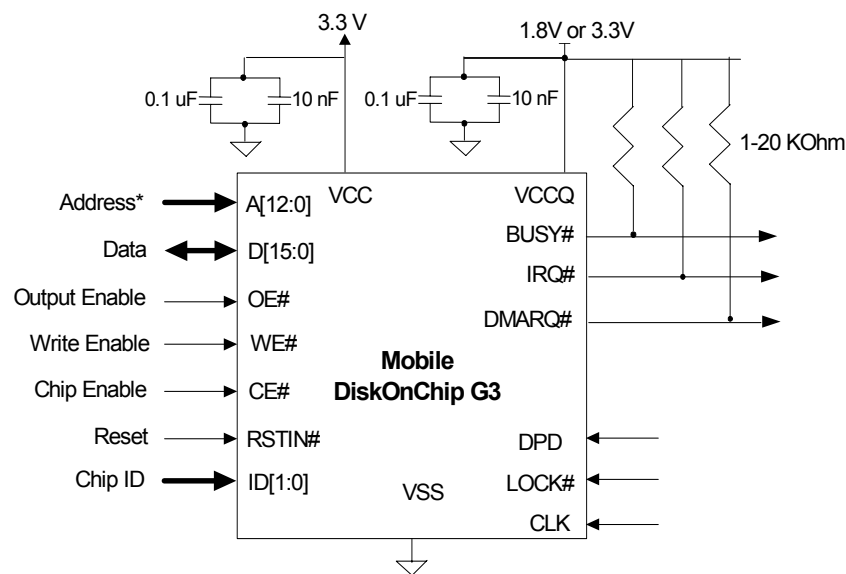 3.3 V
1.8V or 3.3V
0.1 uF
10 nF
0.1 uF
10 nF
1-20 KOhm
VCC
VCCQ
Address*
A[12:0]
BUSY#
Data
D[15:0]
IRQ#
Output Enable
OE#
DMARQ#
Write Enable
WE#
Mobile
DiskOnChip G3
Chip Enable
CE#
Reset
RSTIN#
DPD
Chip ID
ID[1:0]
VSS
LOCK#
CLK